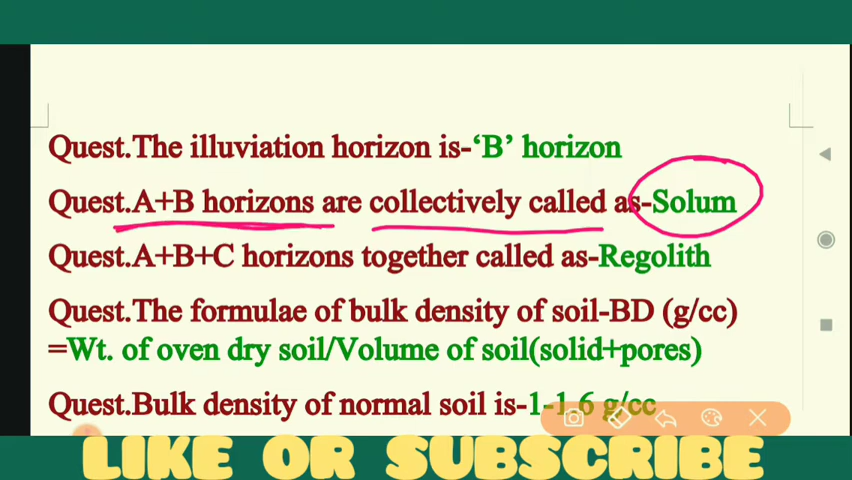 Quest.The illuviation horizon is-‘B’ horizon
Quest.A+B horizons are collectively called as-Solum
Quest.A+B+C horizons together called as-Regolith
Quest.The formulae of bulk density of soil-BD (g/cc)
=Wt. of oven dry soil/Volume of soil(solid+pores)
Quest.Bulk density of normal soil is-1-1.6 g/cc
LIKE OR SUBSCRIBE